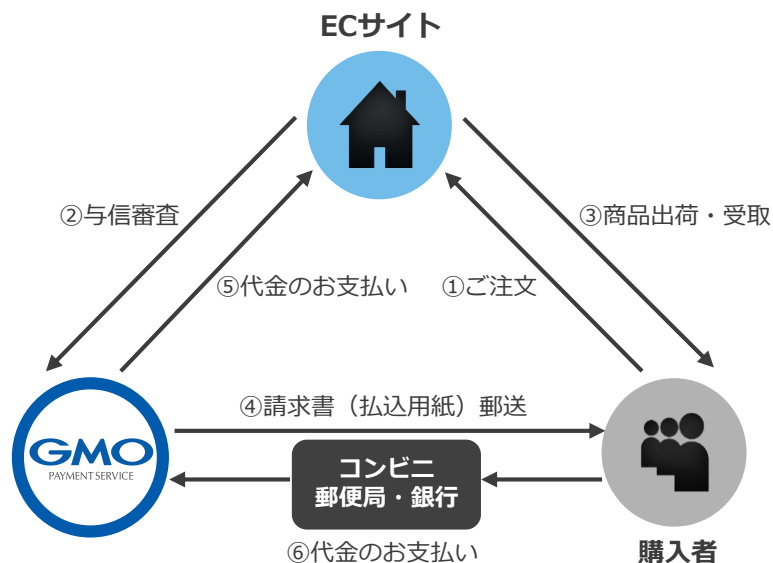 ECサイト
②与信審査
③商品出荷・受取
⑤代金のお支払い
①ご注文
④請求書（払込用紙）郵送
GMO
PAYMENT SERVICE
コンビニ
郵便局・銀行
⑥代金のお支払い
購入者